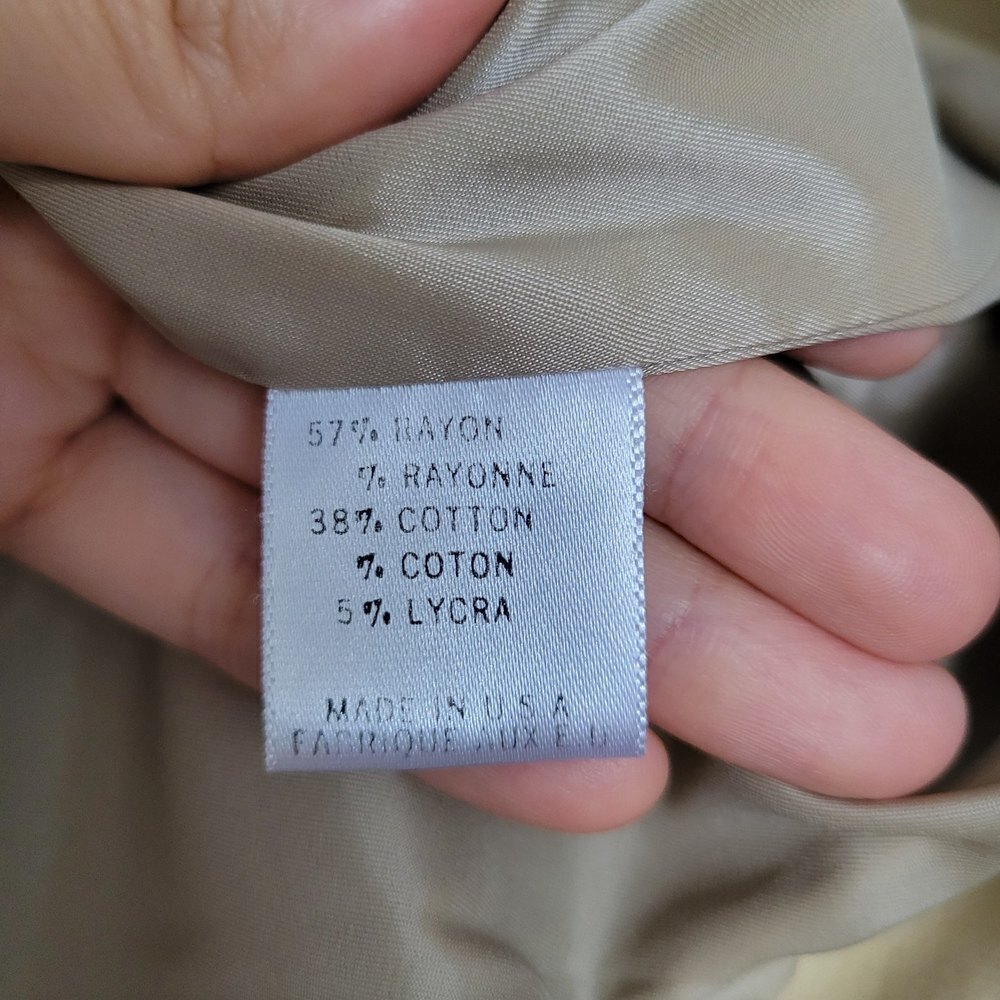 57% RAYON
% RAYONNE
38% COTTON
% COTON
5% LYCRA
MADE IN U S A
FABRIQUE AUX E U